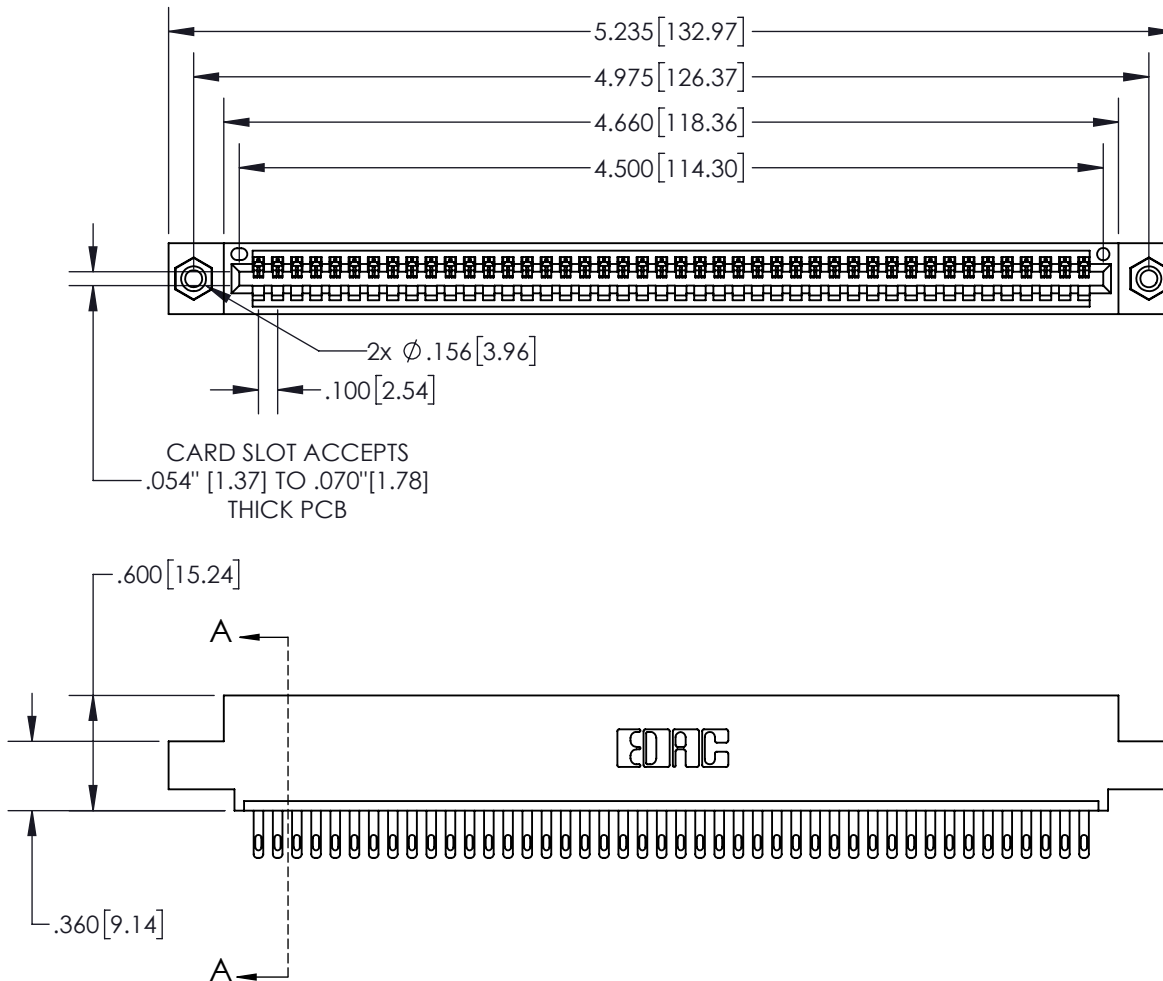 5.235[132.97]
4.975[126.37]
4.660[118.36]
4.500[114.30]
2x Ø.156[3.96]
.100[2.54]
CARD SLOT ACCEPTS
.054" [1.37] TO .070"[1.78]
THICK PCB
.600[15.24]
A
EDAC
.360[9.14]
A